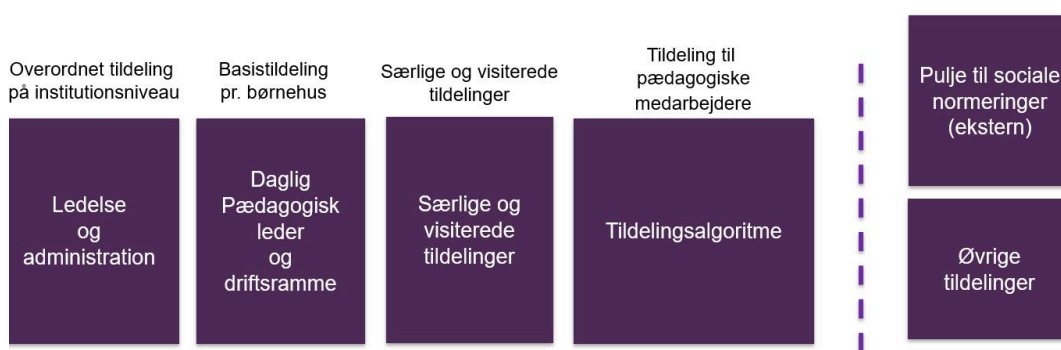 Overordnet tildeling
på institutionsniveau
Ledelse
og
administration
Basistildeling
pr. børnehus
Daglig
Pædagogisk
leder
og
driftsramme
Særlige og visiterede
tildelinger
Særlige og
visiterede
tildelinger
Tildeling til
pædagogiske
medarbejdere
Tildelingsalgoritme
Pulje til sociale
normeringer
(ekstern)
Øvrige
tildelinger